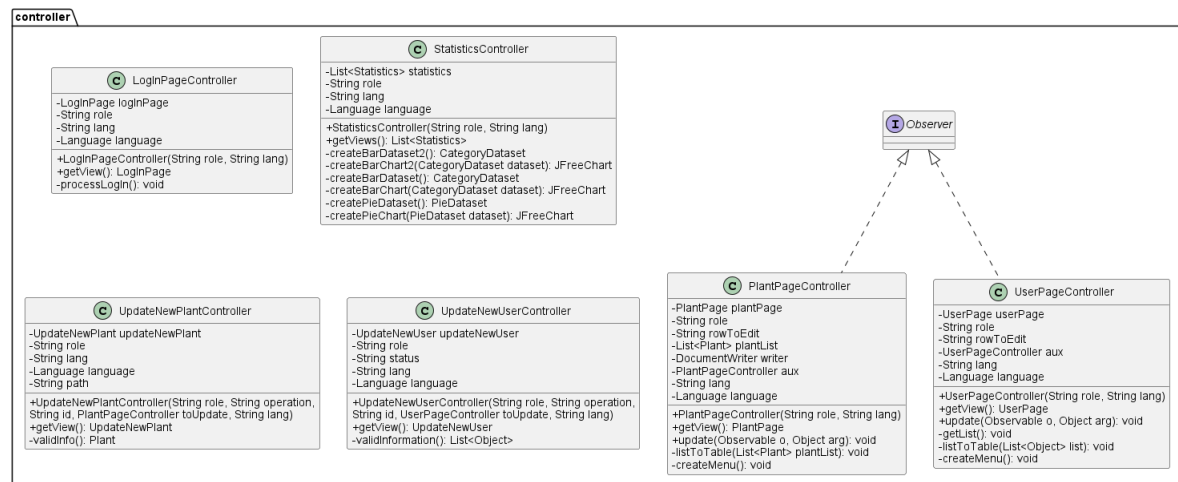 controller
C LogInPageController
-LogInPage logInPage
-String role
-String lang
-Language language
+LogInPageController(String role, String lang)
+getView(): LogInPage
-processLogIn(): void
C StatisticsController
-List<Statistics> statistics
-String role
-String lang
-Language language
+StatisticsController(String role, String lang)
+getViews(): List<Statistics>
-createBarDataset2(): CategoryDataset
-createBarChart2(CategoryDataset dataset): JFreeChart
-createBarDataset(): CategoryDataset
-createBarChart(CategoryDataset dataset): JFreeChart
-createPieDataset(): PieDataset
-createPieChart(PieDataset dataset): JFreeChart
I Observer
C UpdateNewPlantController
-UpdateNewPlant updateNewPlant
-String role
-String lang
-Language language
-String path
+UpdateNewPlantController(String role, String operation,
String id, PlantPageController toUpdate, String lang)
+getView(): UpdateNewPlant
-validInfo(): Plant
C UpdateNewUserController
-UpdateNewUser updateNewUser
-String role
-String status
-String lang
-Language language
+UpdateNewUserController(String role, String operation,
String id, UserPageController toUpdate, String lang)
+getView(): UpdateNewUser
-validInformation(): List<Object>
C PlantPageController
-PlantPage plantPage
-String role
-String rowToEdit
-List<Plant> plantList
-DocumentWriter writer
-PlantPageController aux
-String lang
-Language language
+PlantPageController(String role, String lang)
+getView(): PlantPage
+update(Observable o, Object arg): void
-listToTable(List<Plant> plantList): void
-createMenu(): void
C UserPageController
-UserPage userPage
-String role
-String rowToEdit
-UserPageController aux
-String lang
-Language language
+UserPageController(String role, String lang)
+getView(): UserPage
+update(Observable o, Object arg): void
-getList(): void
-listToTable(List<Object> list): void
-createMenu(): void